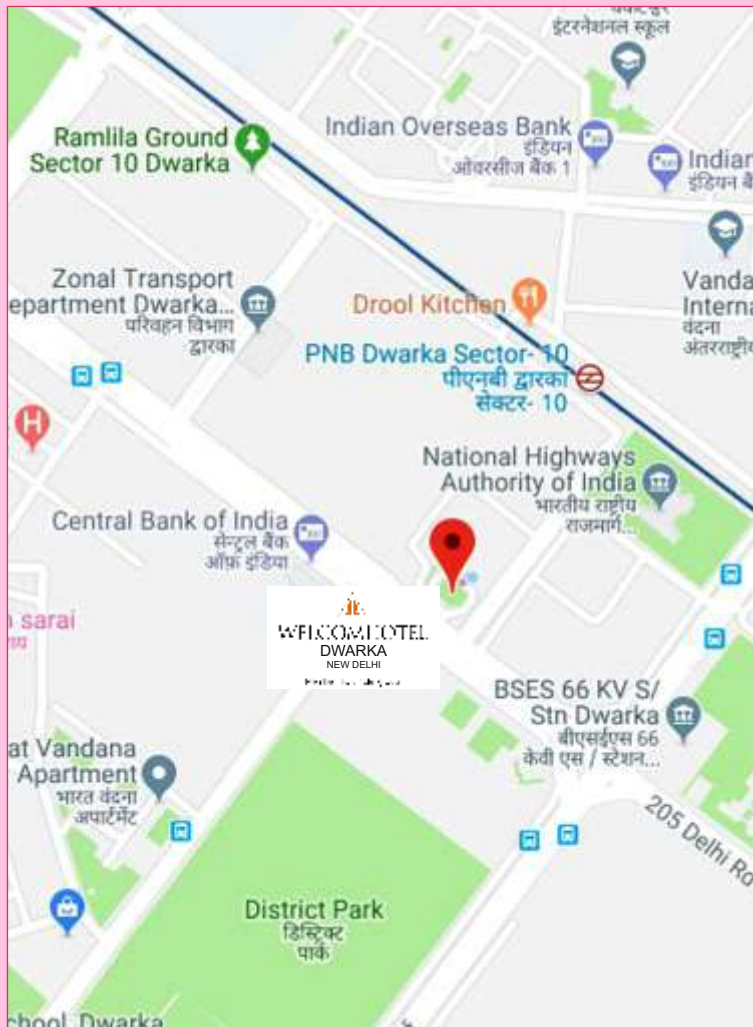 इंटरनेशनल स्कूल
Ramlila Ground
Sector 10 Dwarka
Indian Overseas Bank
इंडियन
ओवरसीज बैंक 1
Indian
इंडियन बैं
Zonal Transport
epartment Dwarka...
परिवहन विभाग
द्वारका
Drool Kitchen
Vanda
Interna
वंदना
अंतरराष्ट्रीय
PNB Dwarka Sector- 10
पीएनबी द्वारका
सेक्टर- 10
H
National Highways
Authority of India
भारतीय राष्ट्रीय
राजमार्ग...
Central Bank of India
सेन्ट्रल बैंक
ऑफ़ इंडिया
sarai
WELCOMHOTEL
DWARKA
NEW DELHI
BSES 66 KV S/
Stn Dwarka
बीएसईएस 66
केवी एस / स्टेशन...
at Vandana
Apartment
भारत वंदना
अपार्टमेंट
205 Delhi Ro
District Park
डिस्ट्रिक्ट
पार्क
chool, Dwarka